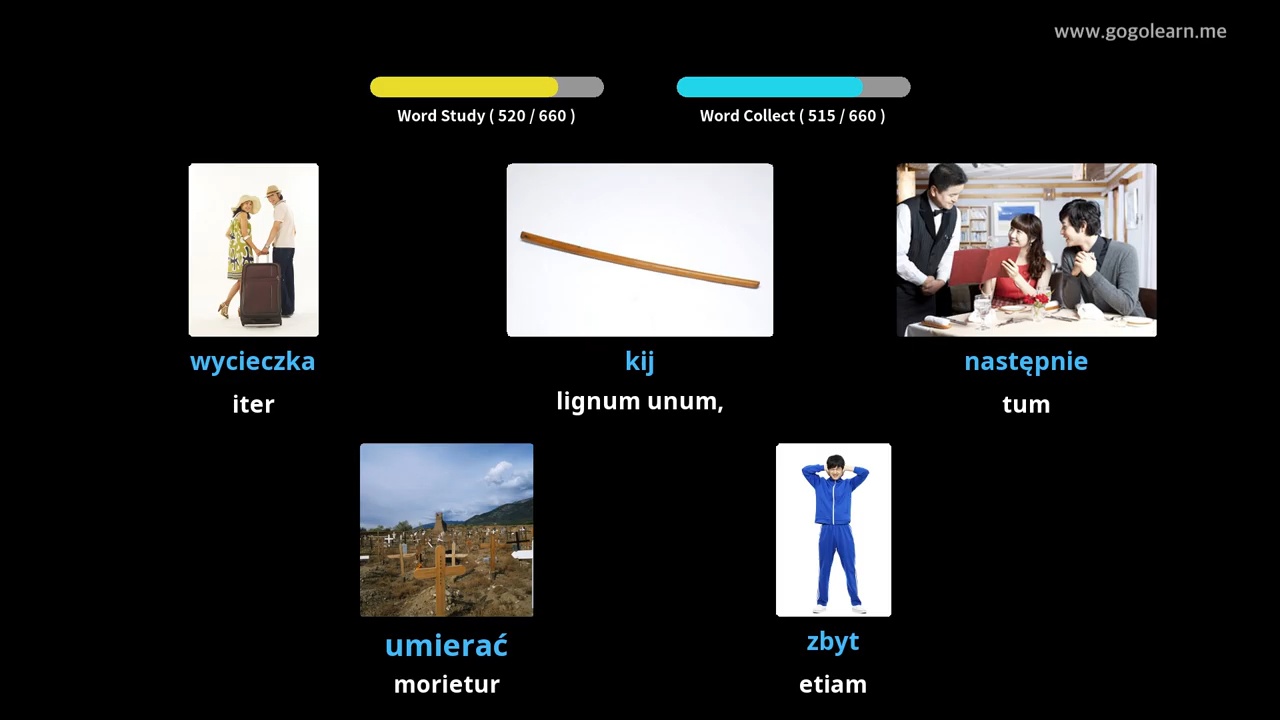 www.gogolearn.me
Word Study ( 520 / 660 )
Word Collect ( 515 / 660 )
wycieczka
iter
kij
lignum unum,
następnie
tum
umierać
morietur
zbyt
etiam